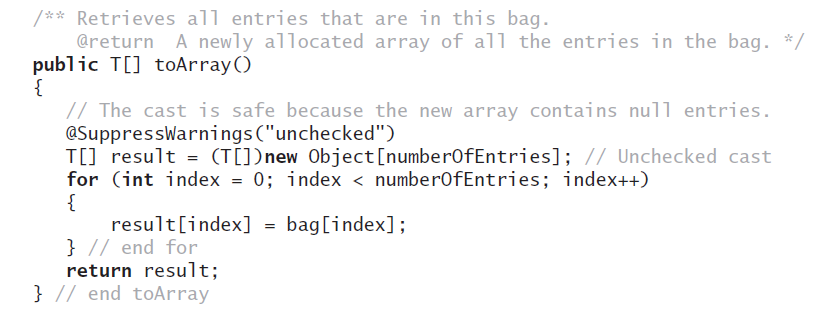 /** Retrieves all entries that are in this bag.
    @return  A newly allocated array of all the entries in the bag. */
public T[] toArray()
{
   // The cast is safe because the new array contains null entries.
   @SuppressWarnings("unchecked")
   T[] result = (T[])new Object[numberOfEntries]; // Unchecked cast
   for (int index = 0; index < numberOfEntries; index++)
   {
       result[index] = bag[index];
   } // end for
   return result;
} // end toArray